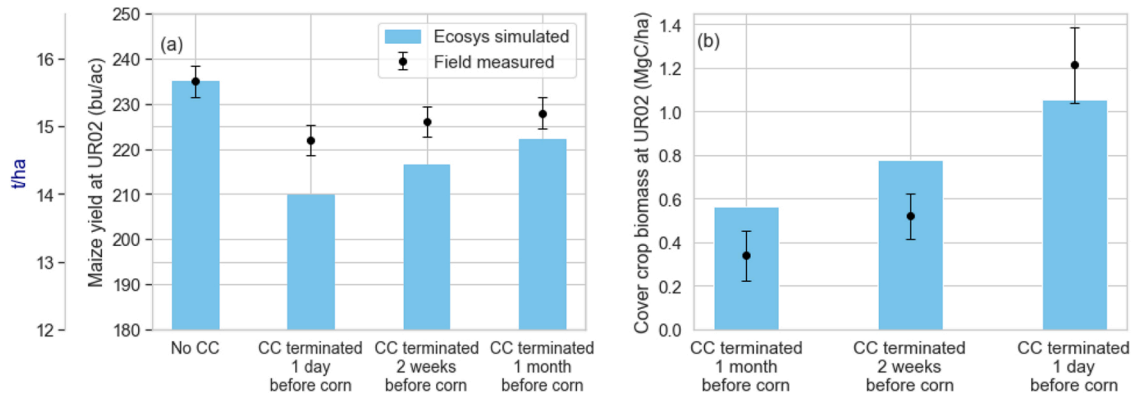 t/ha
16
15
14
13
12
Maize yield at UR02 (bu/ac)
250
240
230
220
210
200
190
180
(a)
Ecosys simulated
Field measured
No CC
CC terminated
1 day
before corn
CC terminated
2 weeks
before corn
CC terminated
1 month
before corn
Cover crop biomass at UR02 (MgC/ha)
1.4
1.2
1.0
0.8
0.6
0.4
0.2
0.0
(b)
CC terminated
1 month
before corn
CC terminated
2 weeks
before corn
CC terminated
1 day
before corn